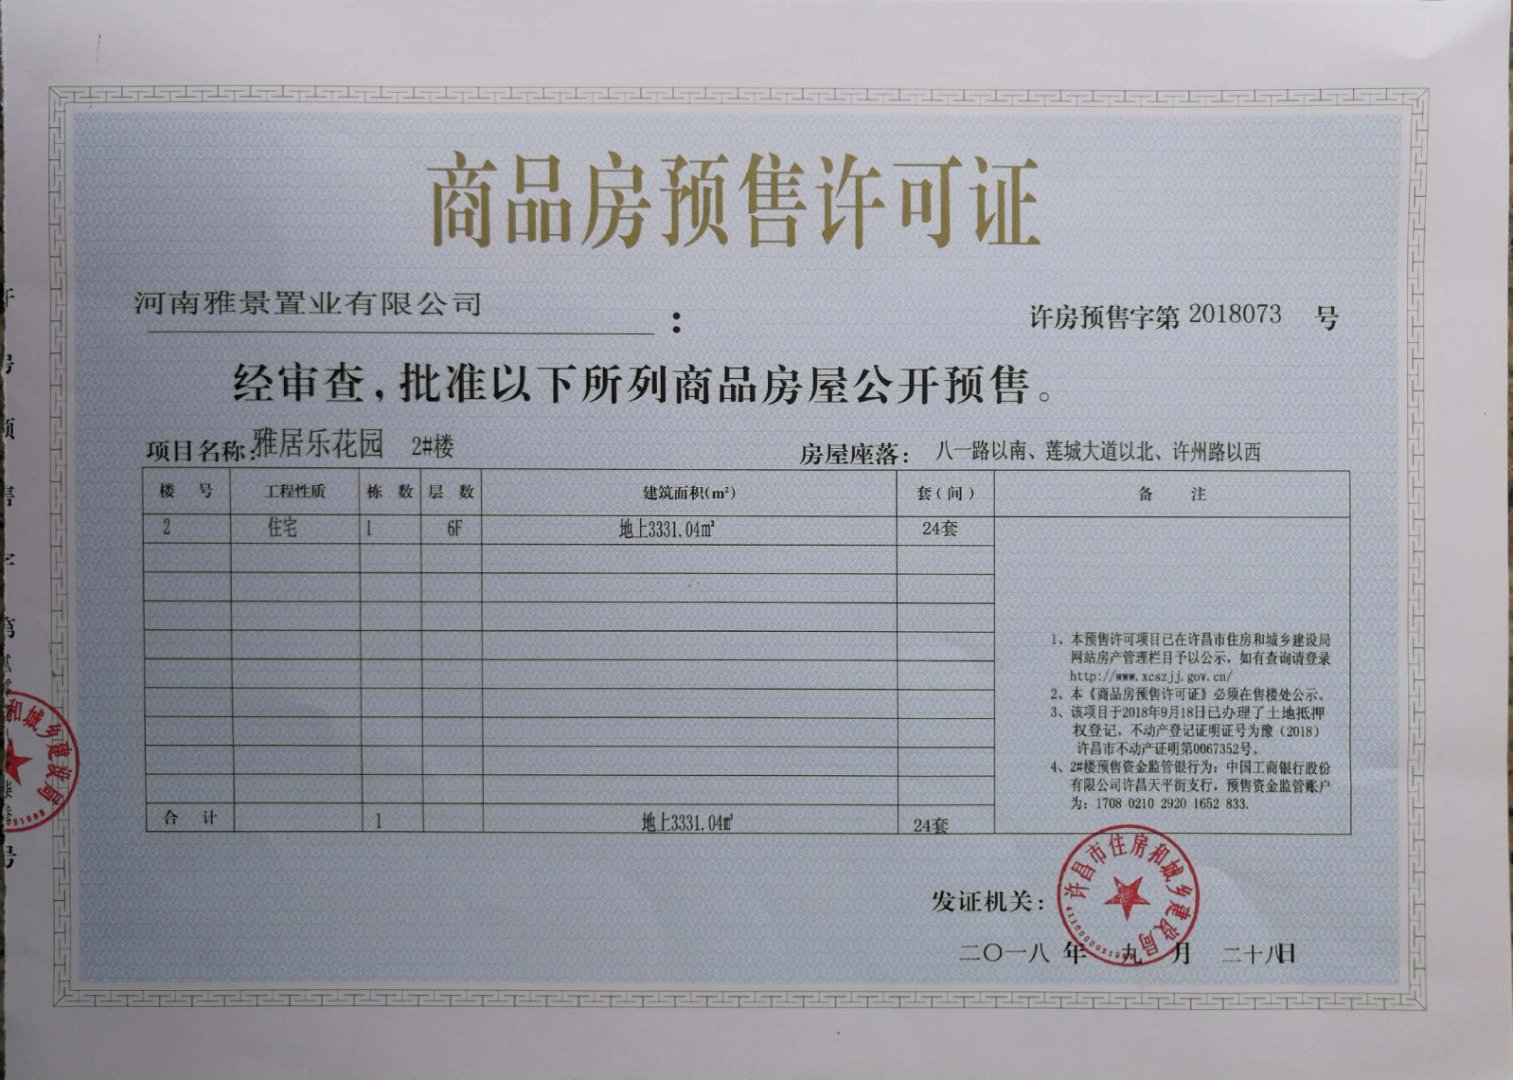 商品房预售许可证
河南雅景置业有限公司：
许房预售字第 2018073 号
经审查，批准以下所列商品房屋公开预售。
项目名称：雅居乐花园 2#楼
房屋座落： 八一路以南、莲城大道以北、许州路以西
楼 号 工程性质 栋 数 层 数 建筑面积(m²) 套(间) 备 注
2 住宅 1 6F 地上3331.04㎡ 24套
1、本预售许可项目已在许昌市住房和城乡建设局
网站房产管理栏目予以公示，如有查询请登录
http://www.xcszjj.gov.cn/
2、本《商品房预售许可证》必须在售楼处公示。
3、该项目于2018年9月18日已办理了土地抵押
权登记，不动产登记证明证号为豫（2018）
许昌市不动产证明第0067352号。
4、2#楼预售资金监管银行为：中国工商银行股份
有限公司许昌天平街支行，预售资金监管账户
为：1708 0210 2920 1652 833.
合 计 1 地上3331.04㎡ 24套
发证机关：
许昌市住房和城乡建设局
二〇一八年九月二十八日
和城乡建设局